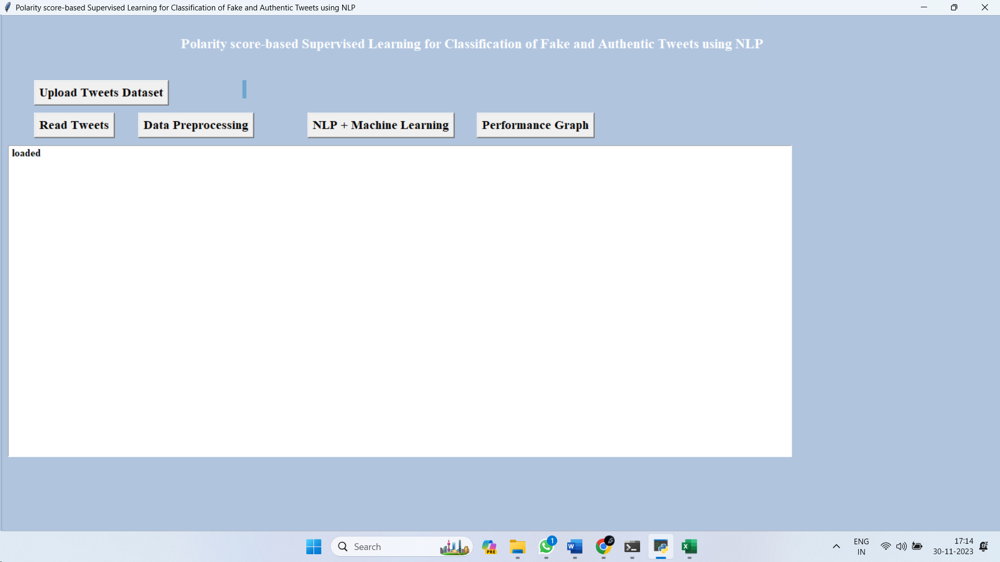 Polarity score-based Supervised Learning for Classification of Fake and Authentic Tweets using NLP
Polarity score-based Supervised Learning for Classification of Fake and Authentic Tweets using NLP
Upload Tweets Dataset
Read Tweets Data Preprocessing NLP + Machine Learning Performance Graph
loaded
Search
PRE
1
ENG
IN
17:14
30-11-2023